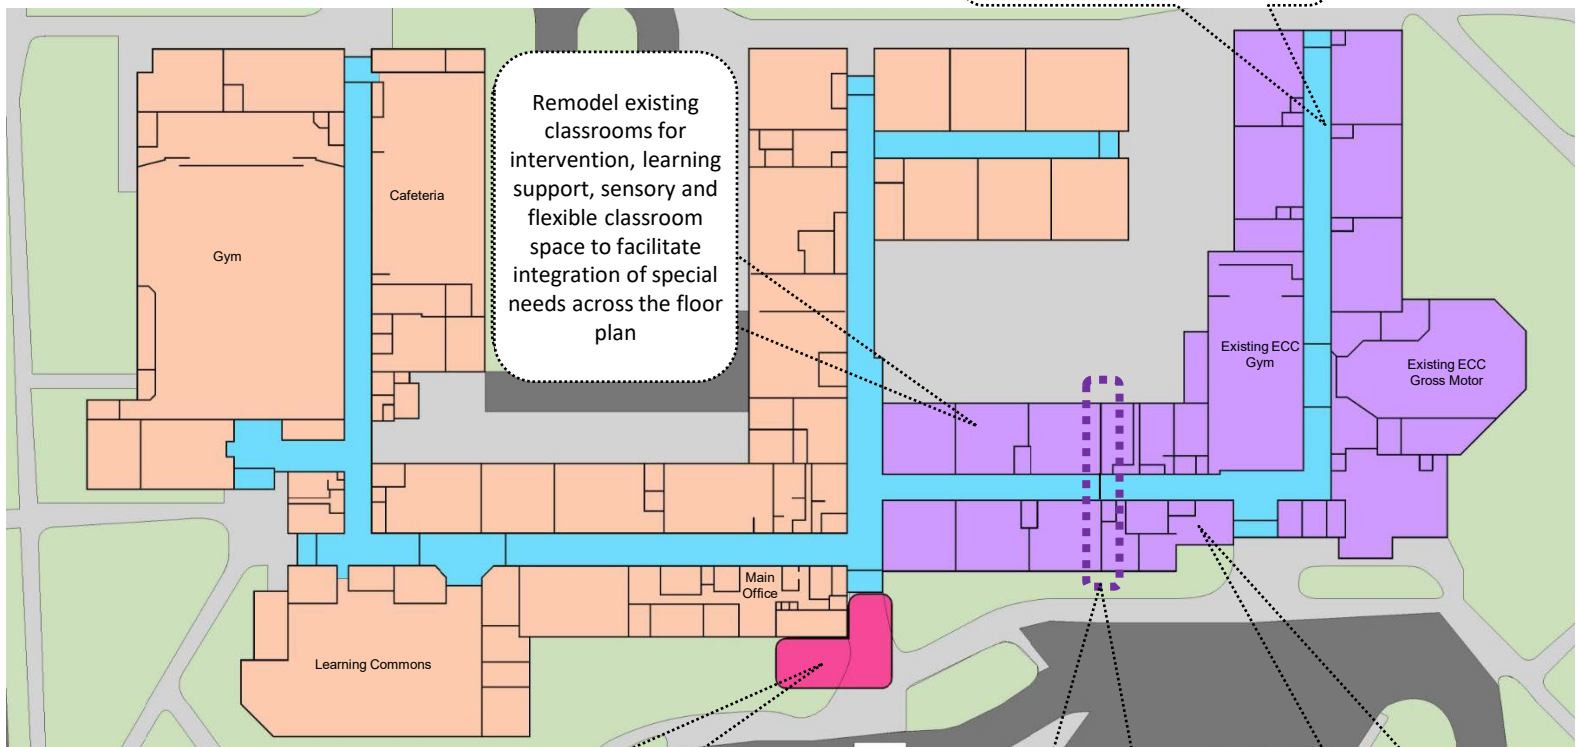 Remodel existing
classrooms for
intervention, learning
support, sensory and
flexible classroom
space to facilitate
integration of special
needs across the floor
plan
Cafeteria
Gym
Existing ECC
Gym
Existing ECC
Gross Motor
Main
Office
Learning Commons